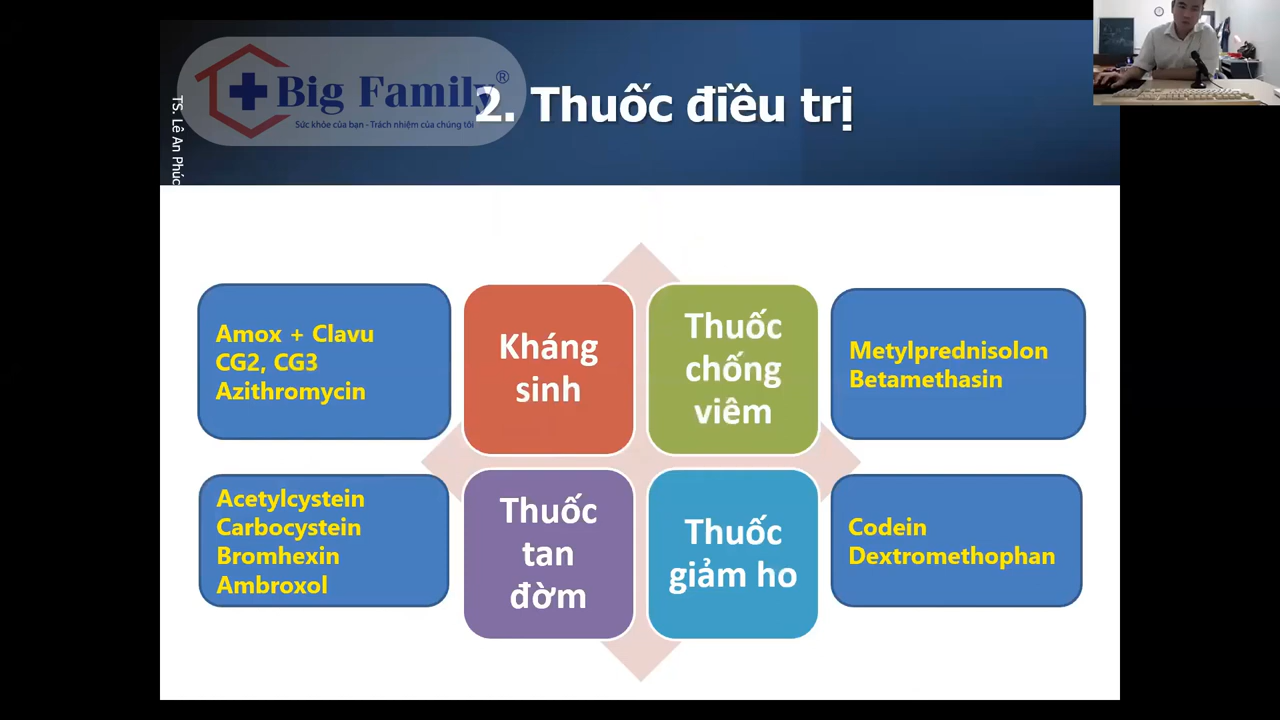 Big Family®
Sức khỏe của bạn - Trách nhiệm của chúng tôi
2. Thuốc điều trị
TS. Lê An Phúc
Amox + Clavu
CG2, CG3
Azithromycin
Kháng
sinh
Thuốc
chống
viêm
Metylprednisolon
Betamethasin
Acetylcystein
Carbocystein
Bromhexin
Ambroxol
Thuốc
tan
đờm
Thuốc
giảm ho
Codein
Dextromethophan